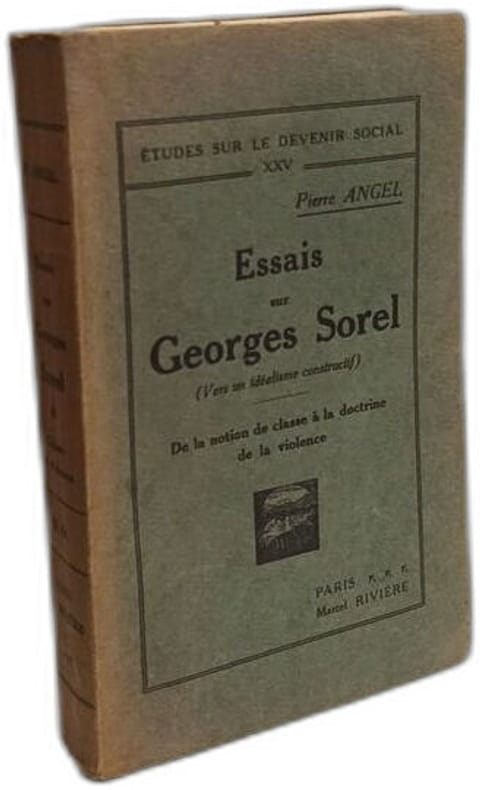 ÉTUDES SUR LE DEVENIR SOCIAL
XXV
Pierre ANGEL
Essais
sur
Georges Sorel
(Vers un idéalisme constructif)
De la notion de classe à la doctrine
de la violence
PARIS
Marcel RIVIÈRE